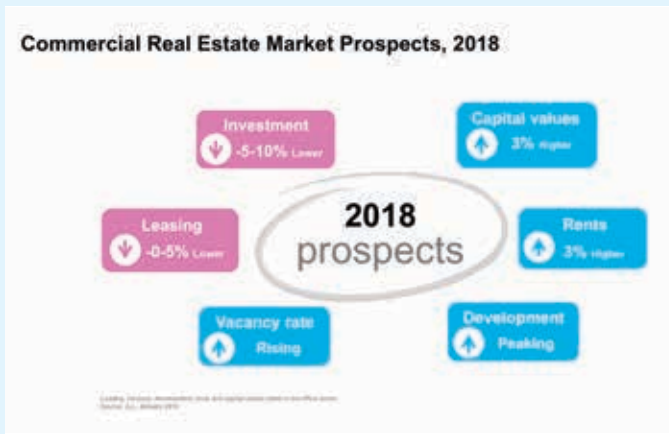 Commercial Real Estate Market Prospects, 2018
Investment
-5-10% Lower
Capital values
3% Higher
Leasing
-0-5% Lower
2018
prospects
Rents
3% Higher
Vacancy rate
Rising
Development
Peaking